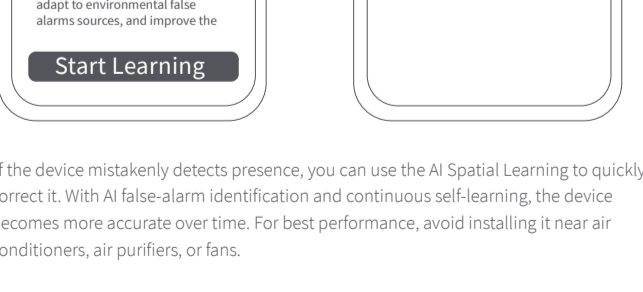 adapt to environmental false
alarms sources, and improve the
Start Learning
f the device mistakenly detects presence, you can use the AI Spatial Learning to quickly
orrect it. With AI false-alarm identification and continuous self-learning, the device
ecomes more accurate over time. For best performance, avoid installing it near air
onditioners, air purifiers, or fans.